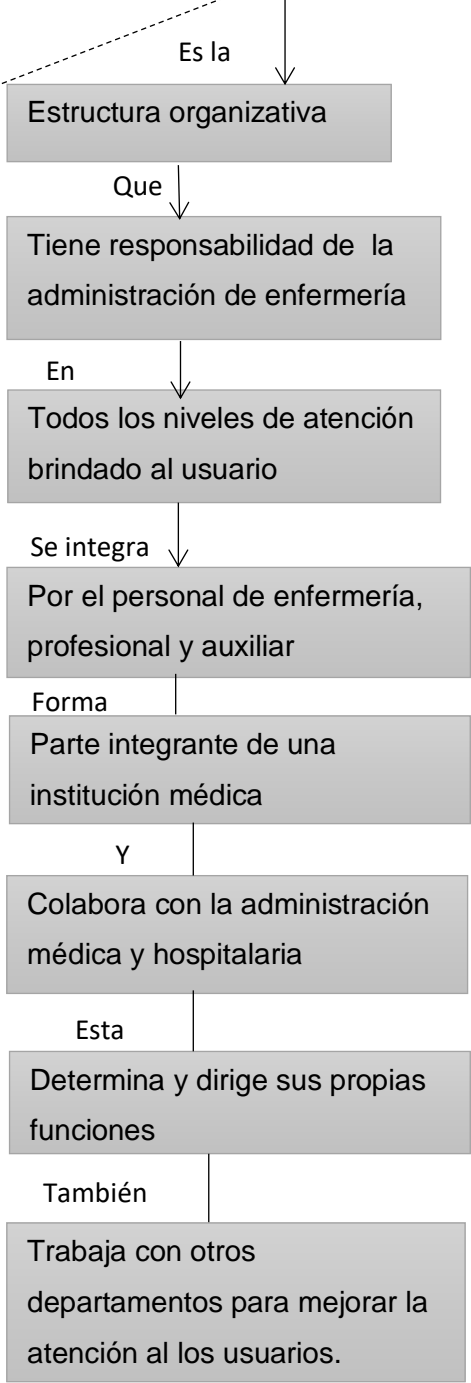 Es la
Estructura organizativa
Que
Tiene responsabilidad de  la
administración de enfermería
En
Todos los niveles de atención
brindado al usuario
Se integra
Por el personal de enfermería,
profesional y auxiliar
Forma
Parte integrante de una
institución médica
Y
Colabora con la administración
médica y hospitalaria
Esta
Determina y dirige sus propias
funciones
También
Trabaja con otros
departamentos para mejorar la
atención al los usuarios.